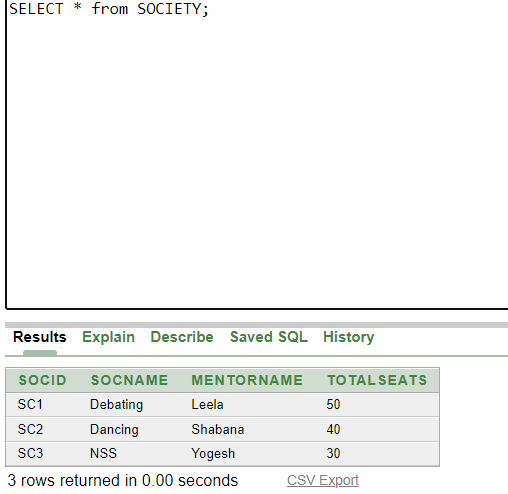 SELECT * from SOCIETY;
Results Explain Describe Saved SQL History
SOCID SOCNAME MENTORNAME TOTALSEATS
SC1 Debating Leela 50
SC2 Dancing Shabana 40
SC3 NSS Yogesh 30
3 rows returned in 0.00 seconds CSV Export